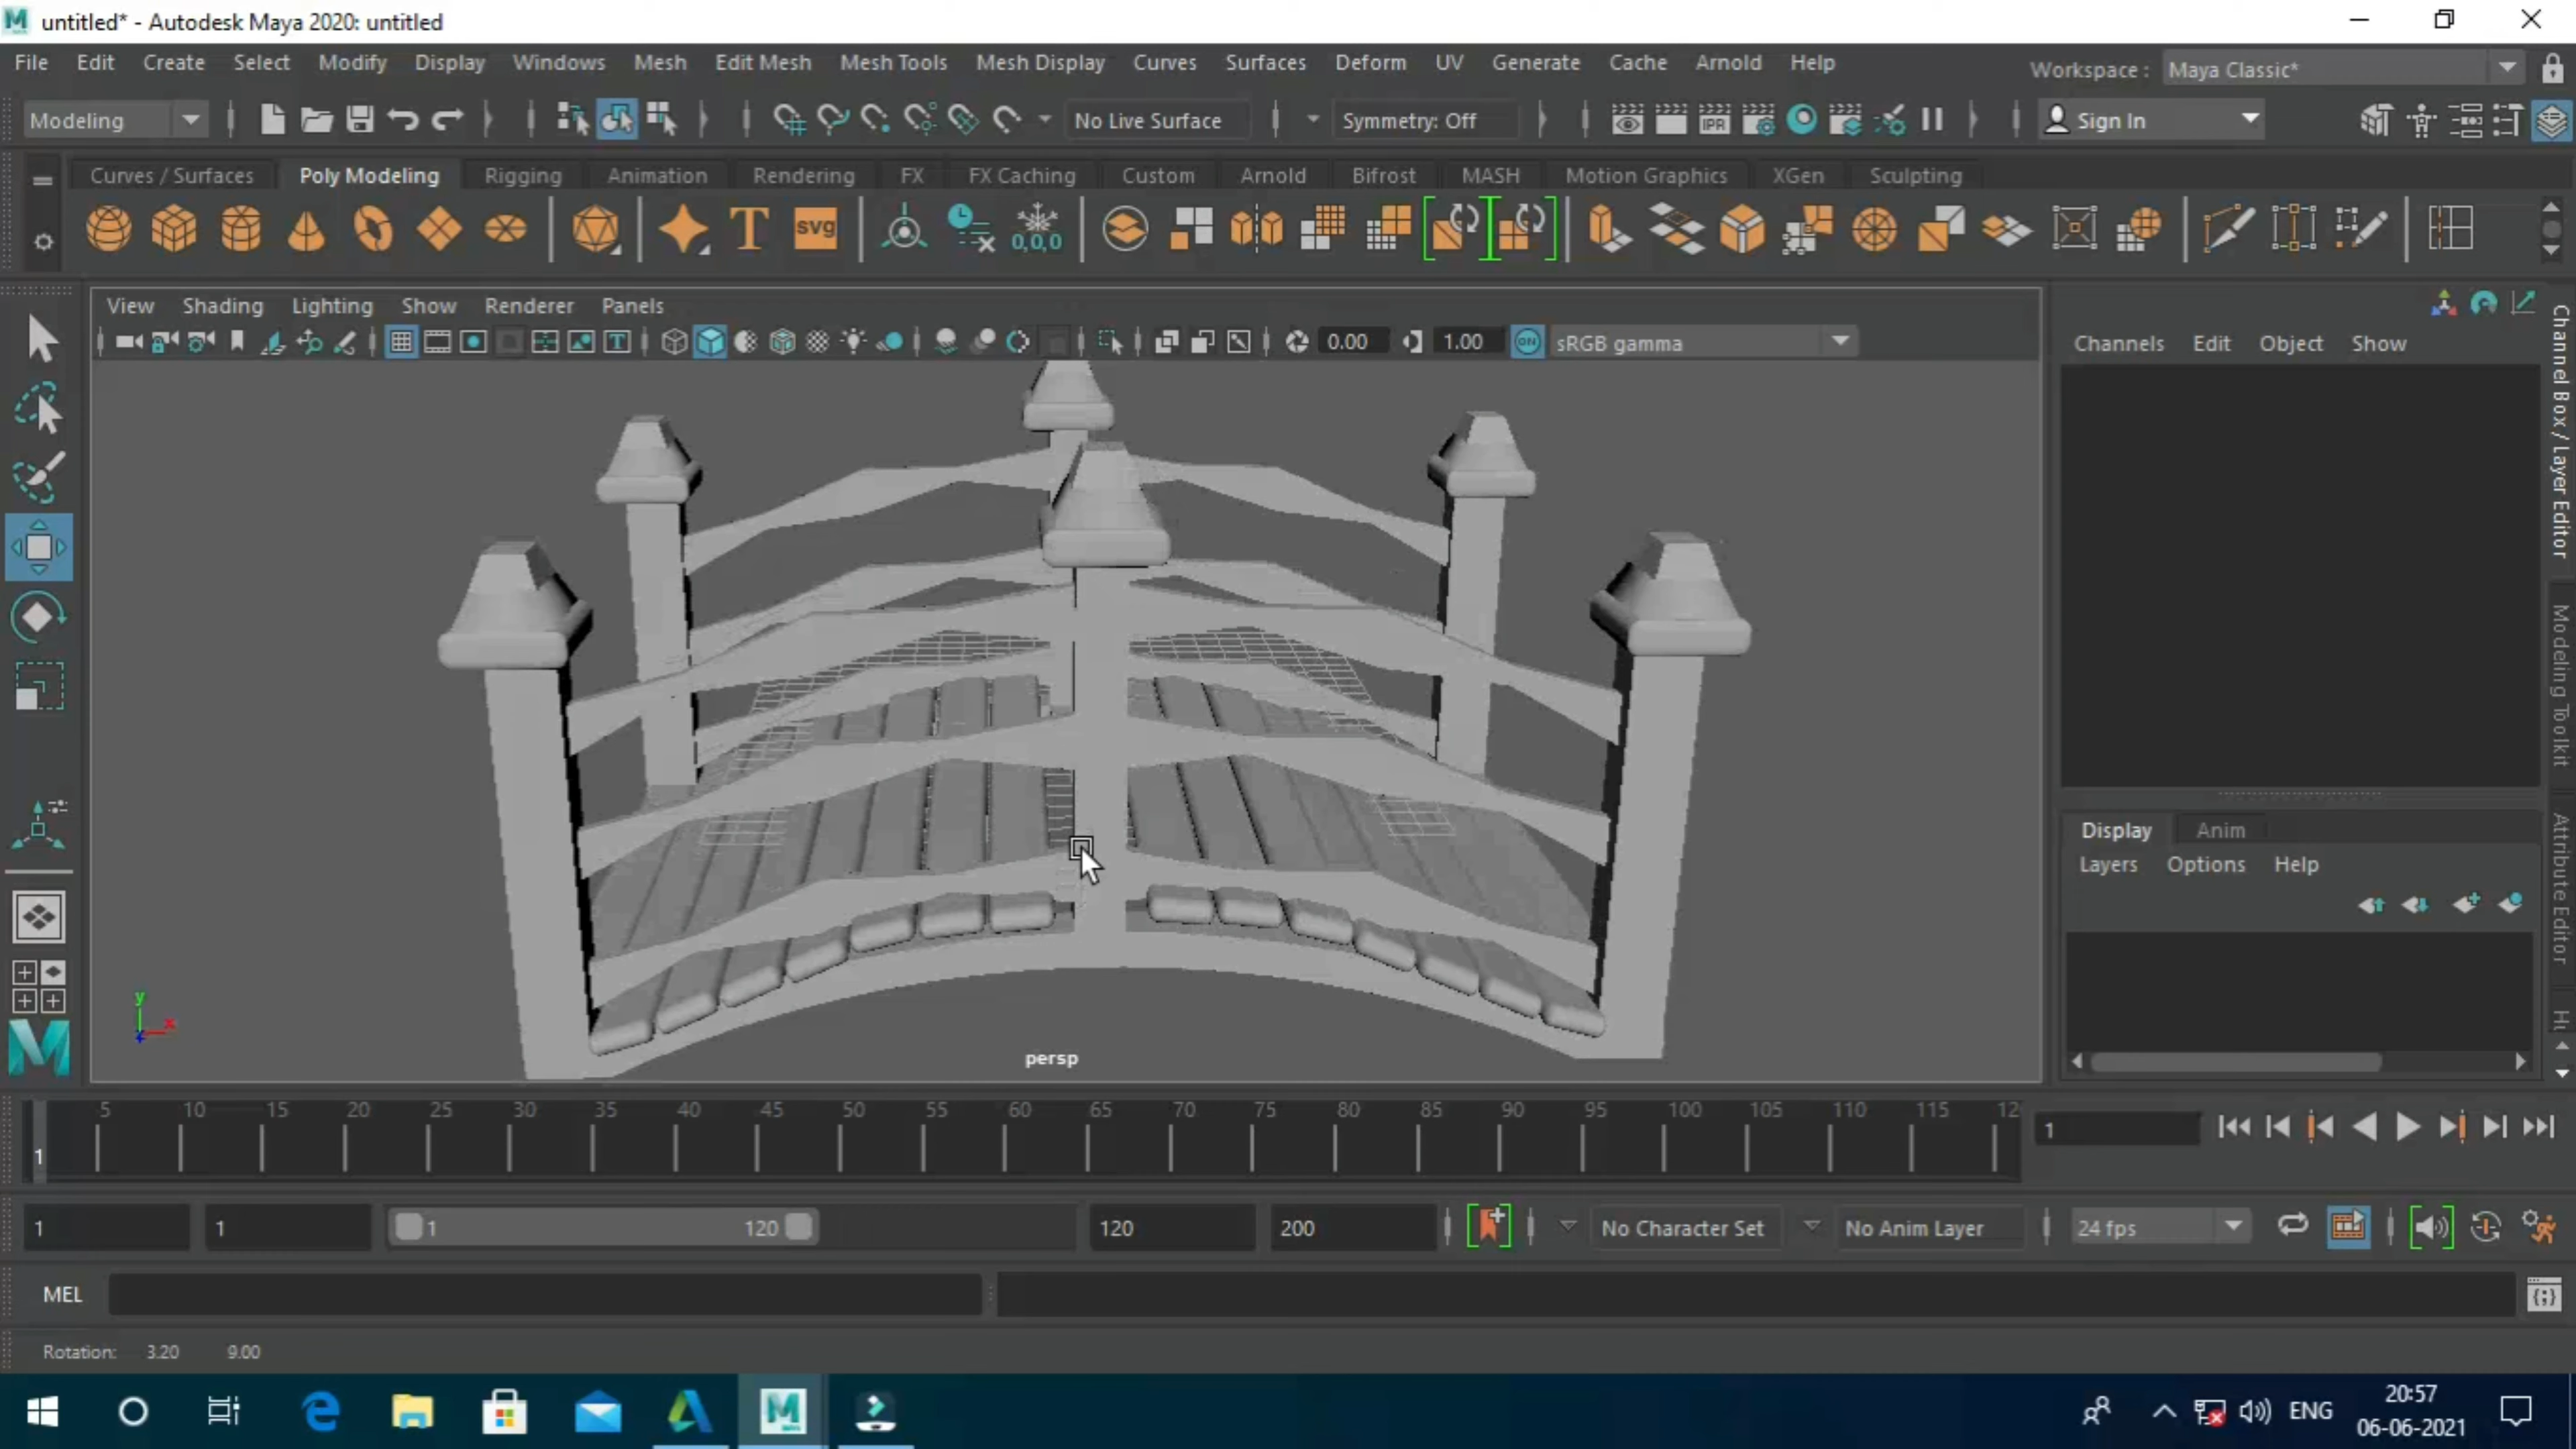 untitled* - Autodesk Maya 2020: untitled
File Edit Create Select Modify Display Windows Mesh Edit Mesh Mesh Tools Mesh Display Curves Surfaces Deform UV Generate Cache Arnold Help
Workspace : Maya Classic*
Modeling No Live Surface Symmetry: Off IPR Sign In
Curves / Surfaces Poly Modeling Rigging Animation Rendering FX FX Caching Custom Arnold Bifrost MASH Motion Graphics XGen Sculpting
T svg 0,0,0
View Shading Lighting Show Renderer Panels
0.00 1.00 ON sRGB gamma
Channels Edit Object Show
Channel Box / Layer Editor
Modeling Toolkit
Attribute Editor
Display Anim
Layers Options Help
y
x
z
persp
5 10 15 20 25 30 35 40 45 50 55 60 65 70 75 80 85 90 95 100 105 110 115 12
1
1
1 1 1 120 120 200 No Character Set No Anim Layer 24 fps
MEL
Rotation: 3.20 9.00
ENG
20:57
06-06-2021